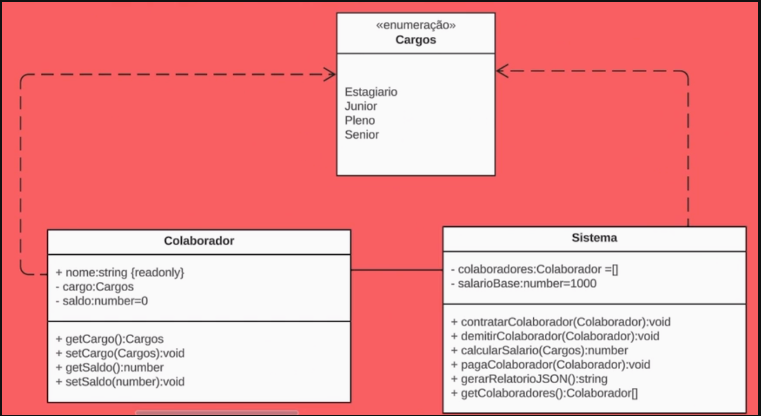 «enumeração»
Cargos
Estagiario
Junior
Pleno
Senior
Colaborador
+ nome:string {readonly}
- cargo:Cargos
- saldo:number=0
+ getCargo():Cargos
+ setCargo(Cargos):void
+ getSaldo():number
+ setSaldo(number):void
Sistema
- colaboradores:Colaborador =[]
- salarioBase:number=1000
+ contratarColaborador(Colaborador):void
+ demitirColaborador(Colaborador):void
+ calcularSalario(Cargos):number
+ pagaColaborador(Colaborador):void
+ gerarRelatorioJSON():string
+ getColaboradores():Colaborador[]